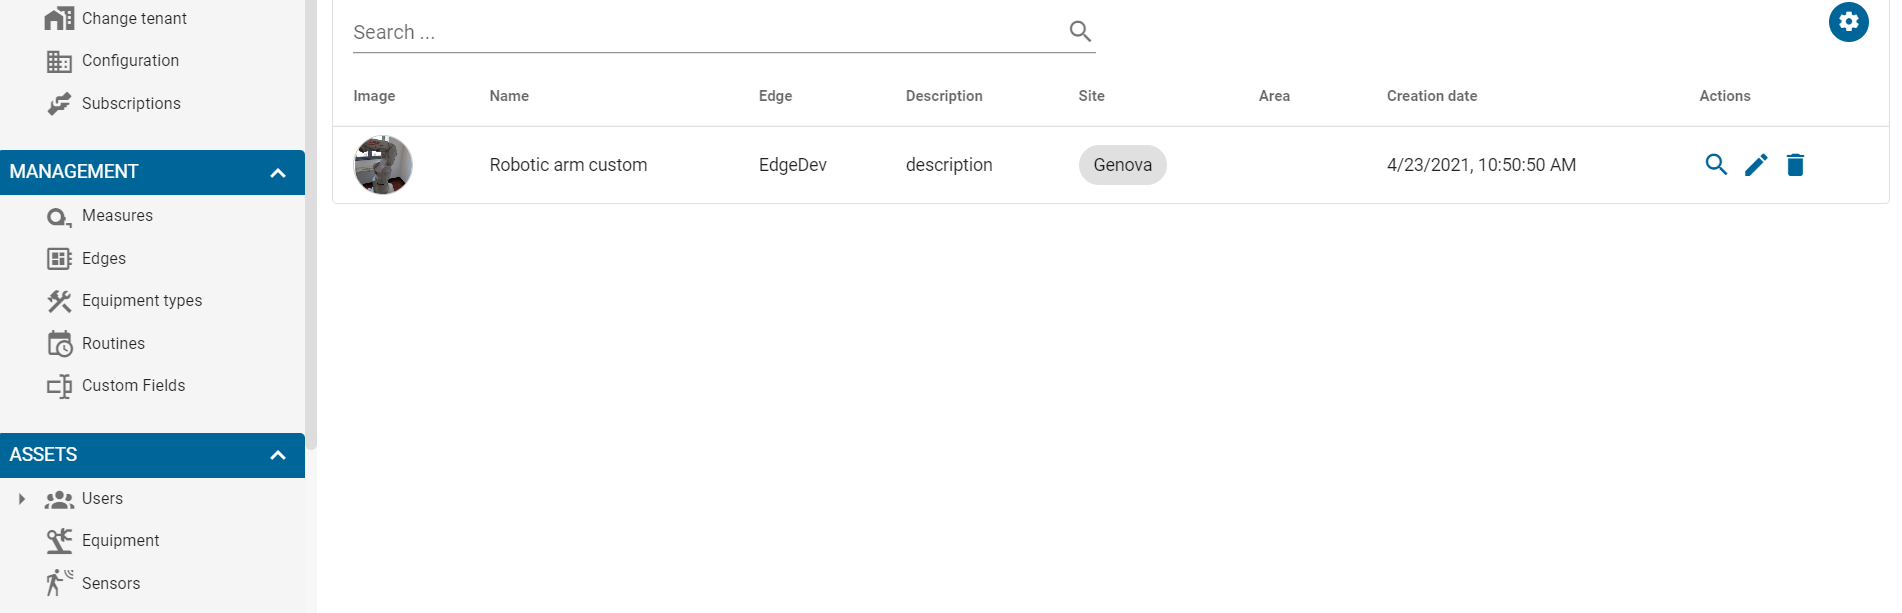 Change tenant
Configuration
Subscriptions
MANAGEMENT
Measures
Edges
Equipment types
Routines
Custom Fields
ASSETS
Users
Equipment
Sensors
Search ...
Image Name Edge Description Site Area Creation date Actions
Robotic arm custom EdgeDev description Genova 4/23/2021, 10:50:50 AM